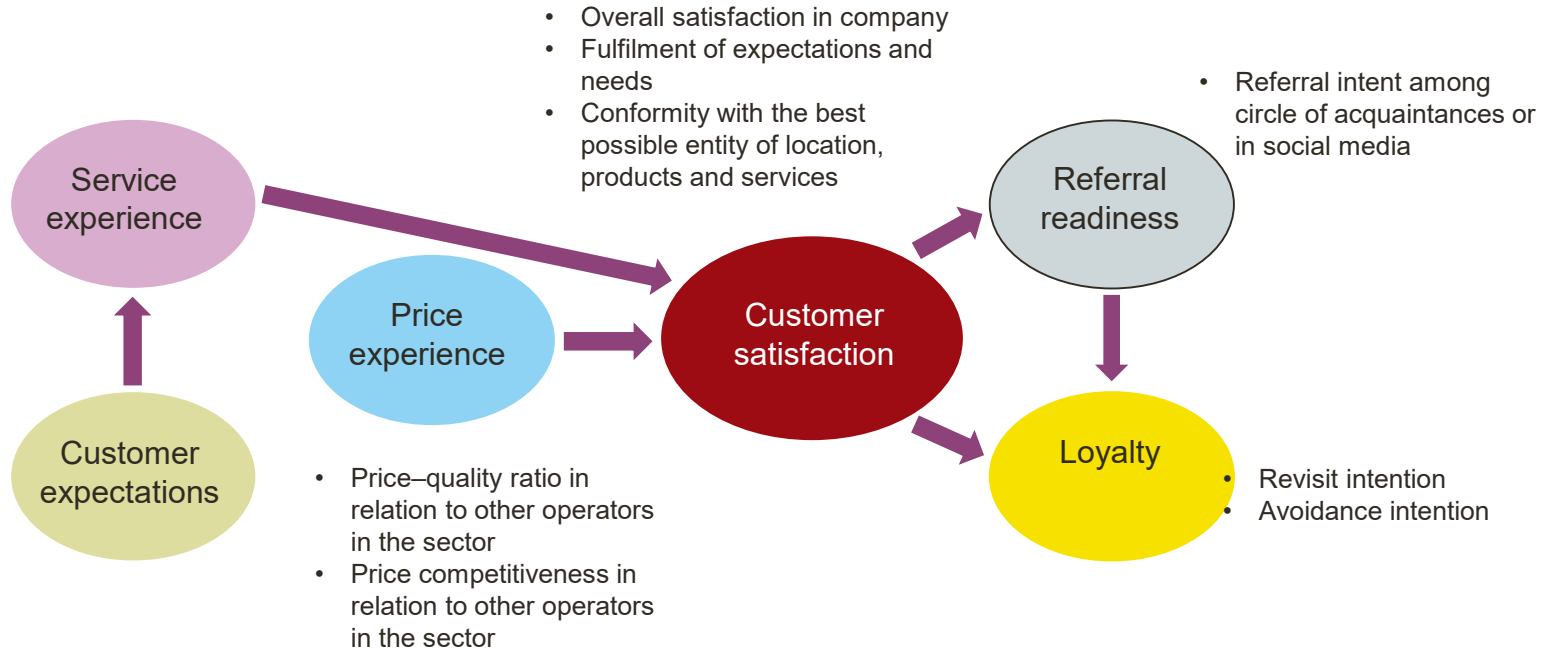 • Overall satisfaction in company
• Fulfilment of expectations and
needs
• Conformity with the best
possible entity of location,
products and services
• Referral intent among
circle of acquaintances or
in social media
Service
experience
Referral
readiness
Price
experience
Customer
satisfaction
Customer
expectations
Loyalty
• Price–quality ratio in
relation to other operators
in the sector
• Price competitiveness in
relation to other operators
in the sector
• Revisit intention
• Avoidance intention